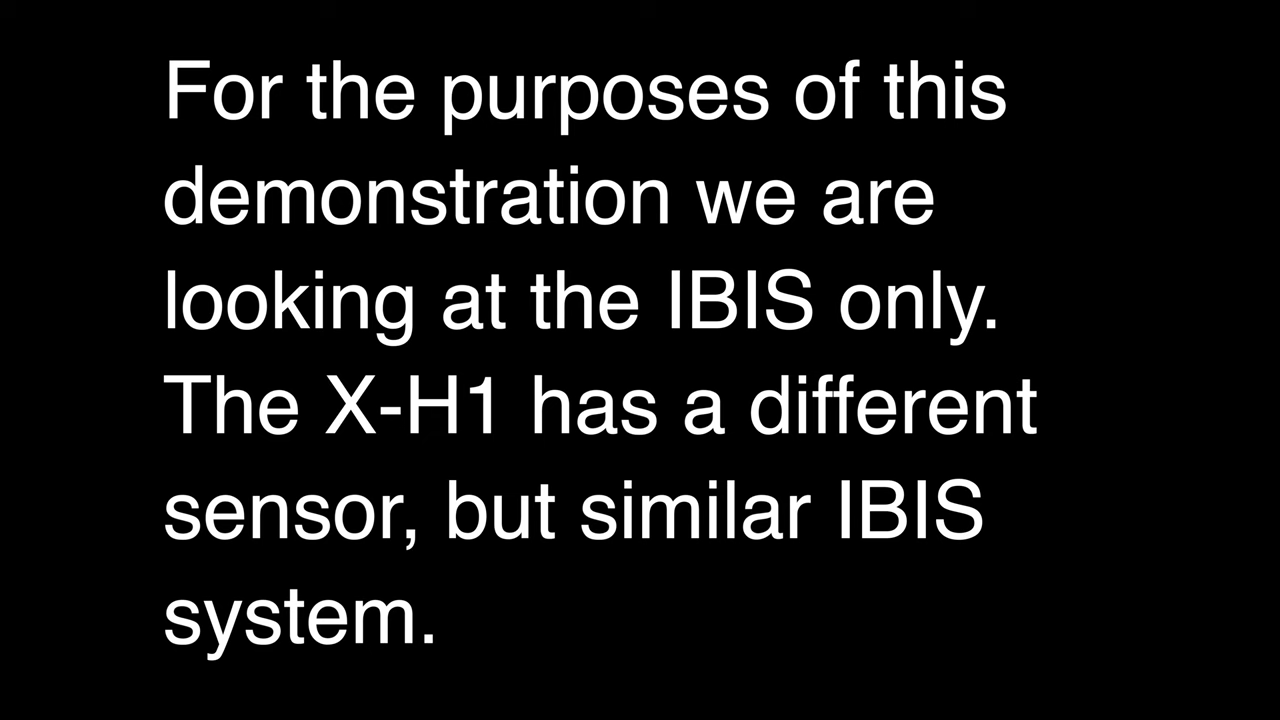 For the purposes of this
demonstration we are
looking at the IBIS only.
The X-H1 has a different
sensor, but similar IBIS
system.